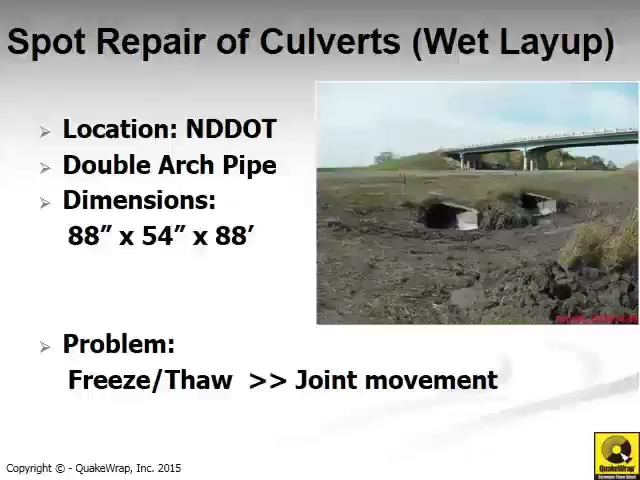 Spot Repair of Culverts (Wet Layup)
Location: NDDOT
Double Arch Pipe
Dimensions:
88” x 54” x 88’
Problem:
Freeze/Thaw >> Joint movement
Copyright © - QuakeWrap, Inc. 2015
QuakeWrap